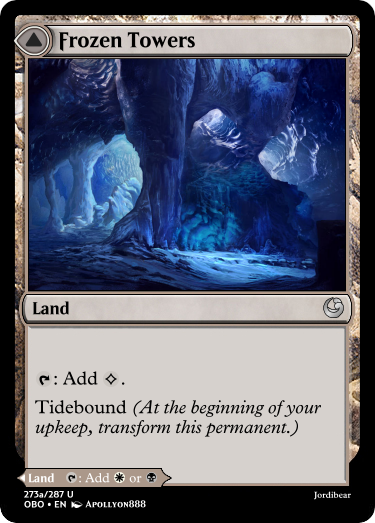 Frozen Towers
Land
: Add .
Tidebound (At the beginning of your
upkeep, transform this permanent.)
Land : Add or
273a/287 U
OBO • EN Apollyon888
Jordibear